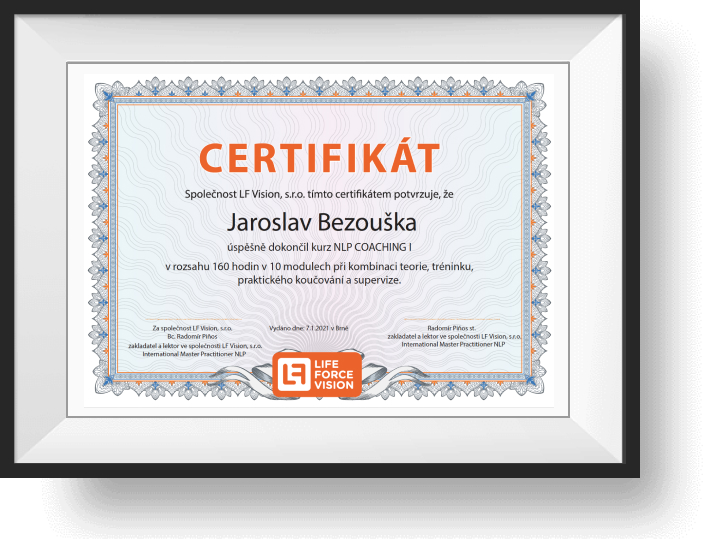 CERTIFIKÁT
Společnost LF Vision, s.r.o. tímto certifikátem potvrzuje, že
Jaroslav Bezouška
úspěšně dokončil kurz NLP COACHING I
v rozsahu 160 hodin v 10 modulech při kombinaci teorie, tréninku,
praktického koučování a supervize.
Za společnost LF Vision, s.r.o.
Bc. Radomír Piňos
zakladatel a lektor ve společnosti LF Vision, s.r.o.
International Master Practitioner NLP
Vydáno dne: 7.1.2021 v Brně
Radomír Piňos st.
zakladatel a lektor ve společnosti LF Vision, s.r.o.
International Master Practitioner NLP
LF
LIFE
FORCE
VISION